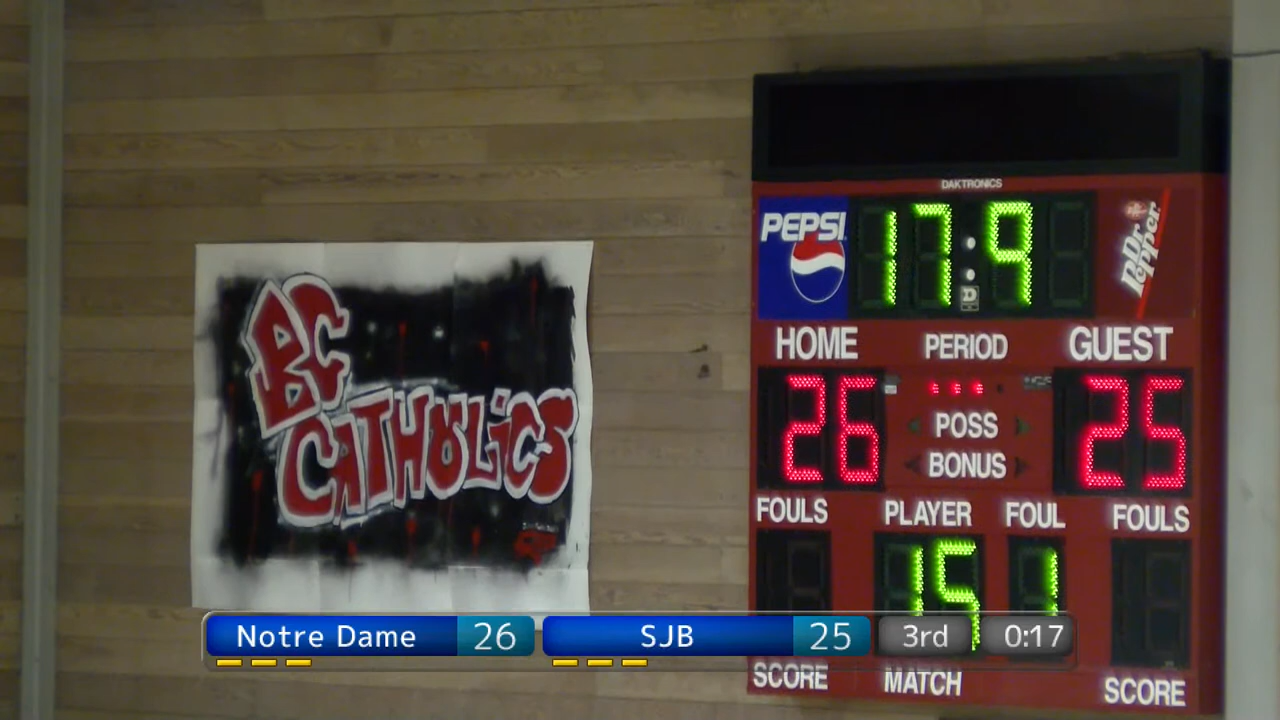 DAKTRONICS
PEPSI
17:9
Dr Pepper
HOME PERIOD GUEST
26 25
POSS
BONUS
FOULS PLAYER FOUL FOULS
15 1
BC
CATHOLICS
Notre Dame 26 SJB 25 3rd 0:17
SCORE MATCH SCORE